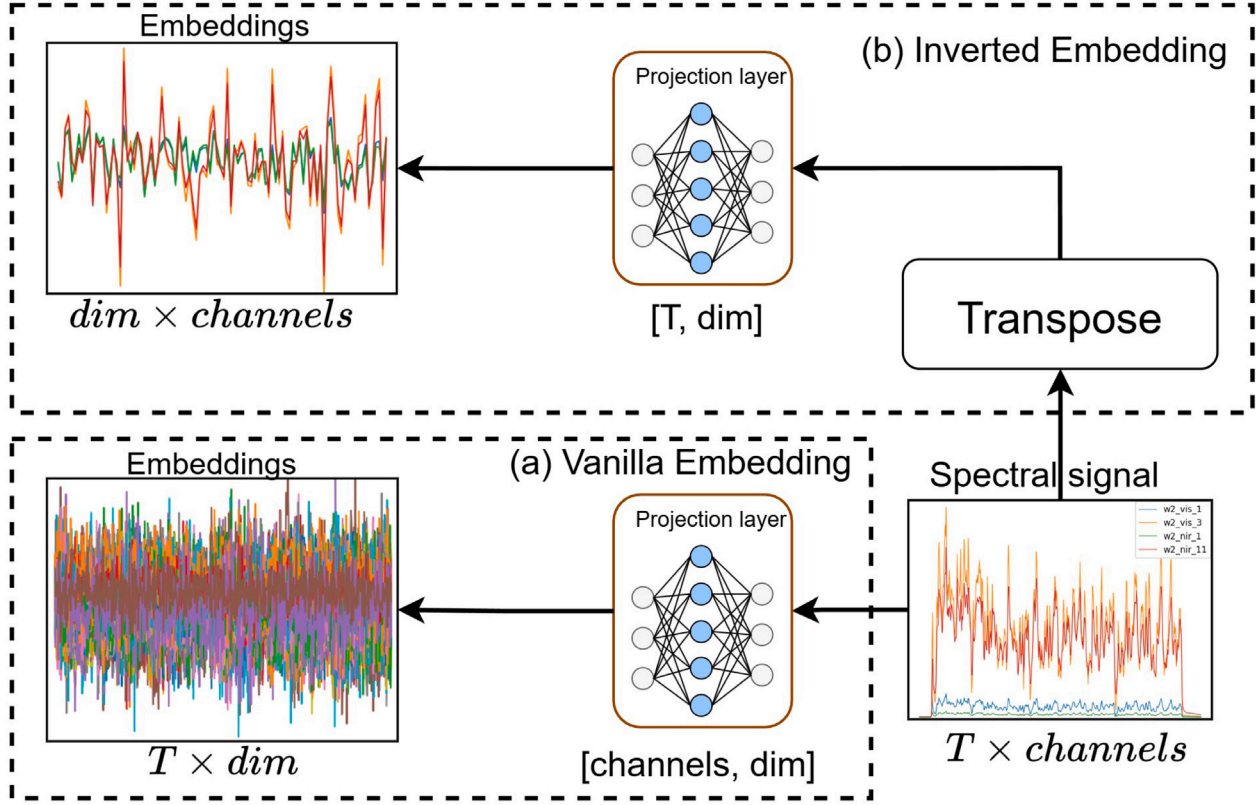 Embeddings
(b) Inverted Embedding
Projection layer
dim × channels
[T, dim]
Transpose
Embeddings
(a) Vanilla Embedding
Projection layer
T × dim
[channels, dim]
Spectral signal
w2_vis_1
w2_vis_3
w2_nir_1
w2_nir_11
T × channels